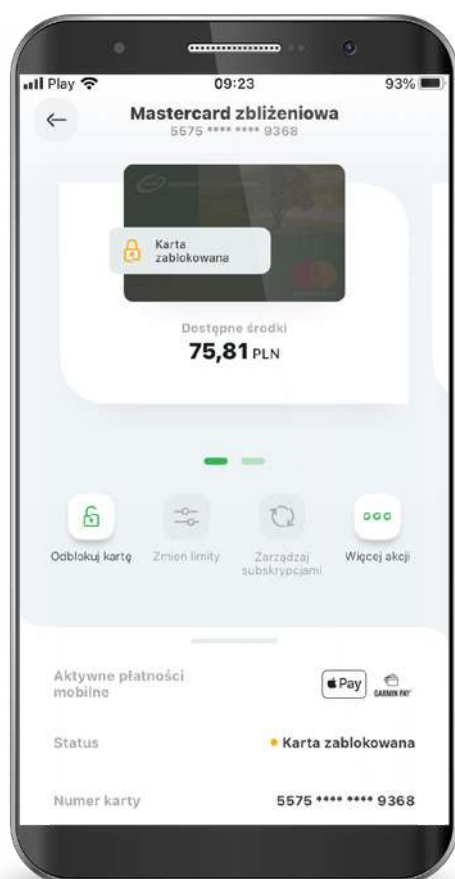 Play 09:23 93%
Mastercard zbliżeniowa
5575 **** **** 9368
Karta
zablokowana
Dostępne środki
75,81 PLN
Odblokuj kartę Zmień limity Zarządzaj subskrypcjami Więcej akcji
Aktywne płatności
mobilne
Pay GARMIN PAY
Status Karta zablokowana
Numer karty 5575 **** **** 9368